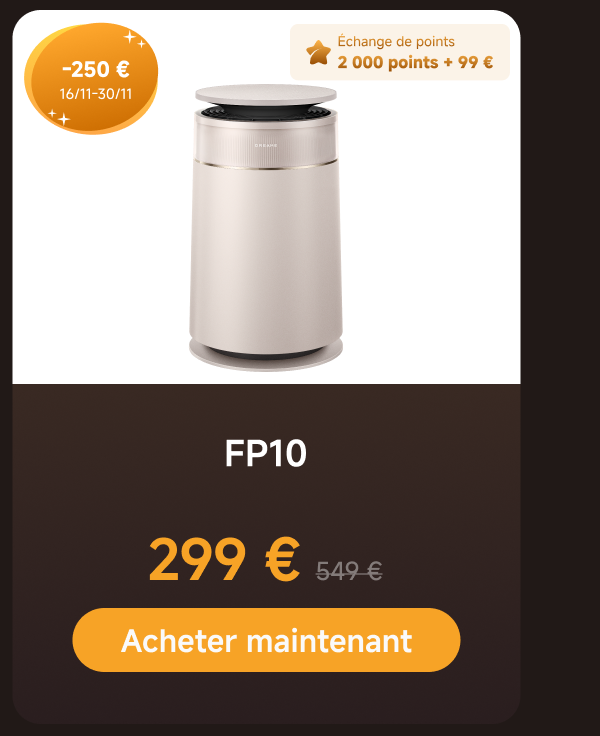 -250 €
16/11-30/11
Échange de points
2 000 points + 99 €
FP10
299 € 549 €
Acheter maintenant